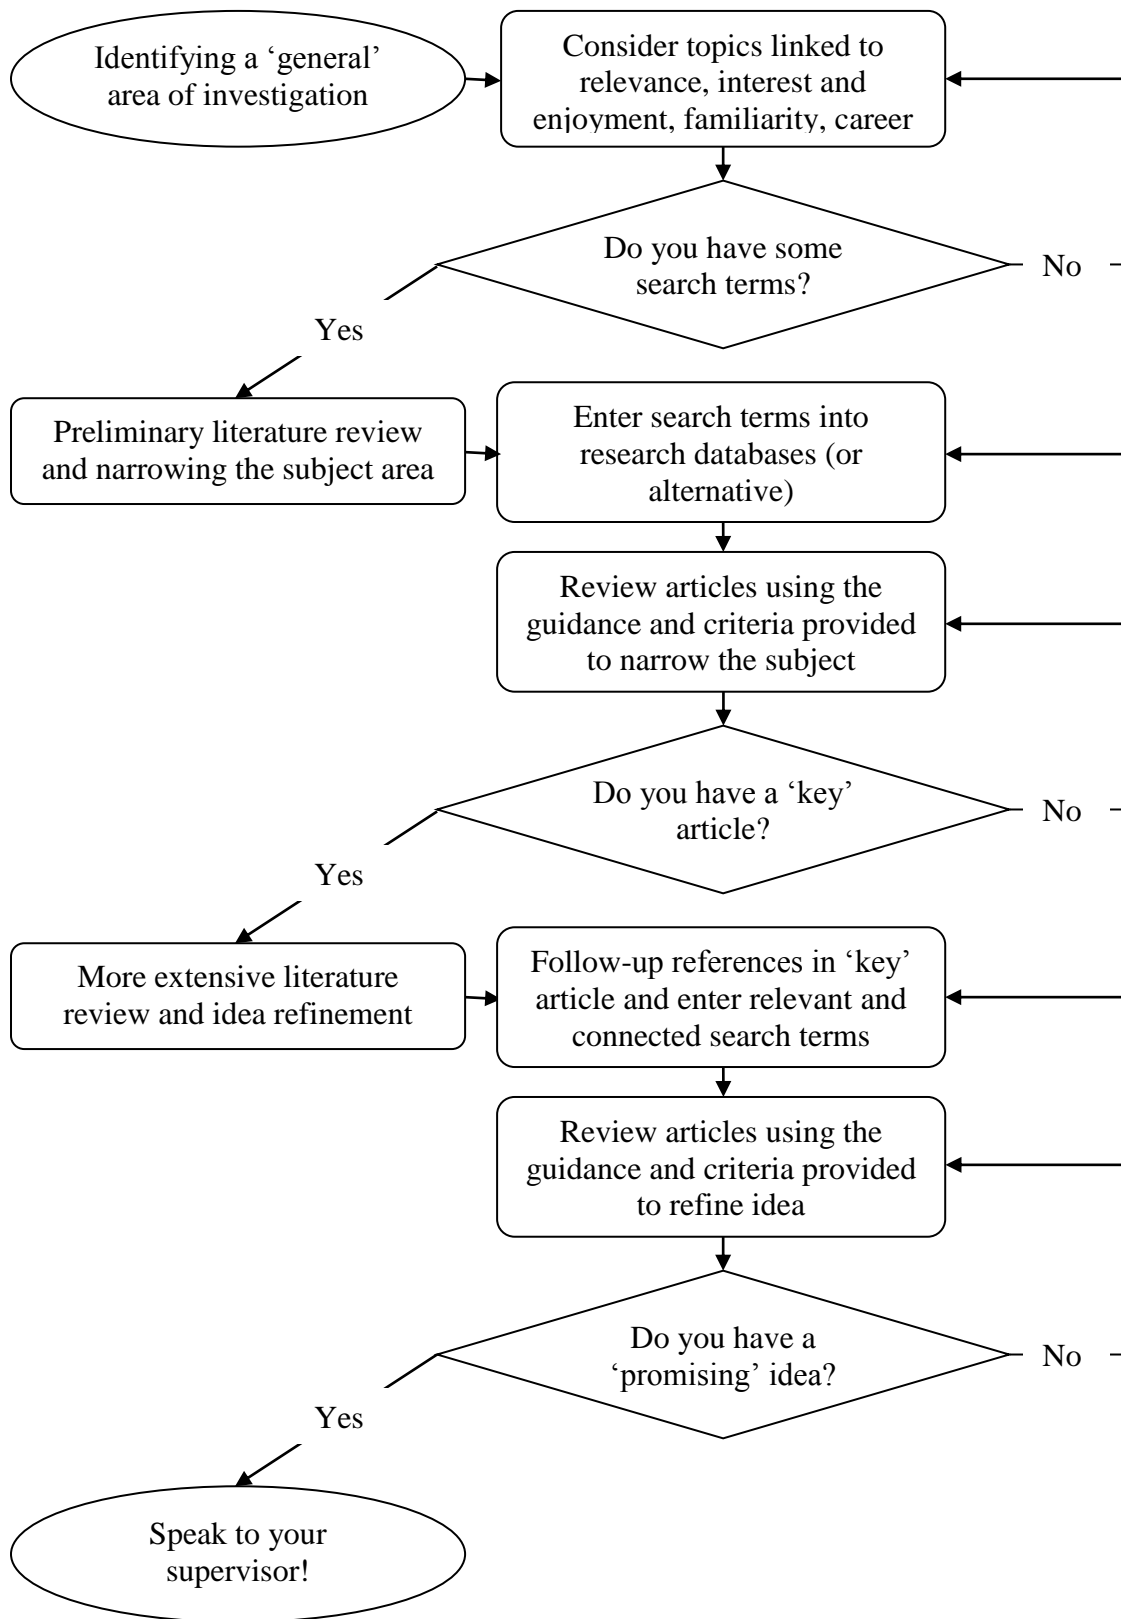 Identifying a ‘general’
area of investigation
Consider topics linked to
relevance, interest and
enjoyment, familiarity, career
Do you have some
search terms?
No
Yes
Preliminary literature review
and narrowing the subject area
Enter search terms into
research databases (or
alternative)
Review articles using the
guidance and criteria provided
to narrow the subject
Do you have a ‘key’
article?
No
Yes
More extensive literature
review and idea refinement
Follow-up references in ‘key’
article and enter relevant and
connected search terms
Review articles using the
guidance and criteria provided
to refine idea
Do you have a
‘promising’ idea?
No
Yes
Speak to your
supervisor!